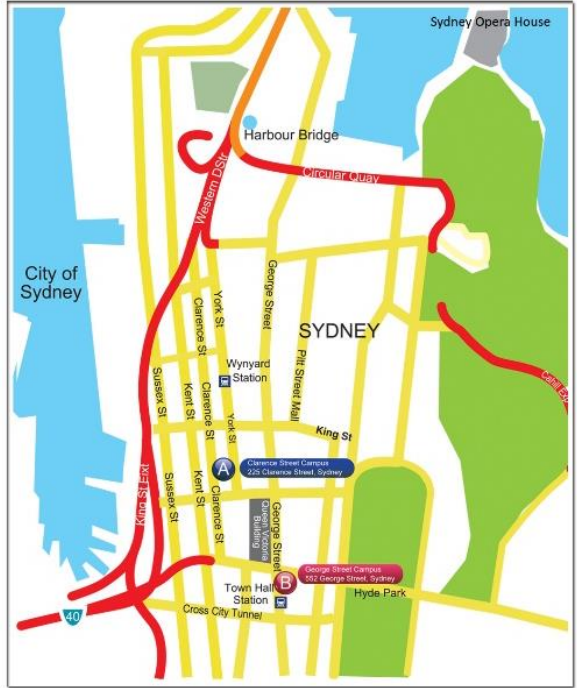 Sydney Opera House
Harbour Bridge
Circular Quay
Western DStr
City of
Sydney
George Street
York St
Clarence St
SYDNEY
Wynyard
Station
Pitt Street Mall
Sussex St
Kent St
Clarence St
York St
King St
Cahill Exp
A
Clarence Street Campus
225 Clarence Street, Sydney
King St Eixt
Sussex St
Kent St
Clarence St
Queen Victoria
Building
George Street
B
George Street Campus
552 George Street, Sydney
Town Hall
Station
Hyde Park
Cross City Tunnel
40